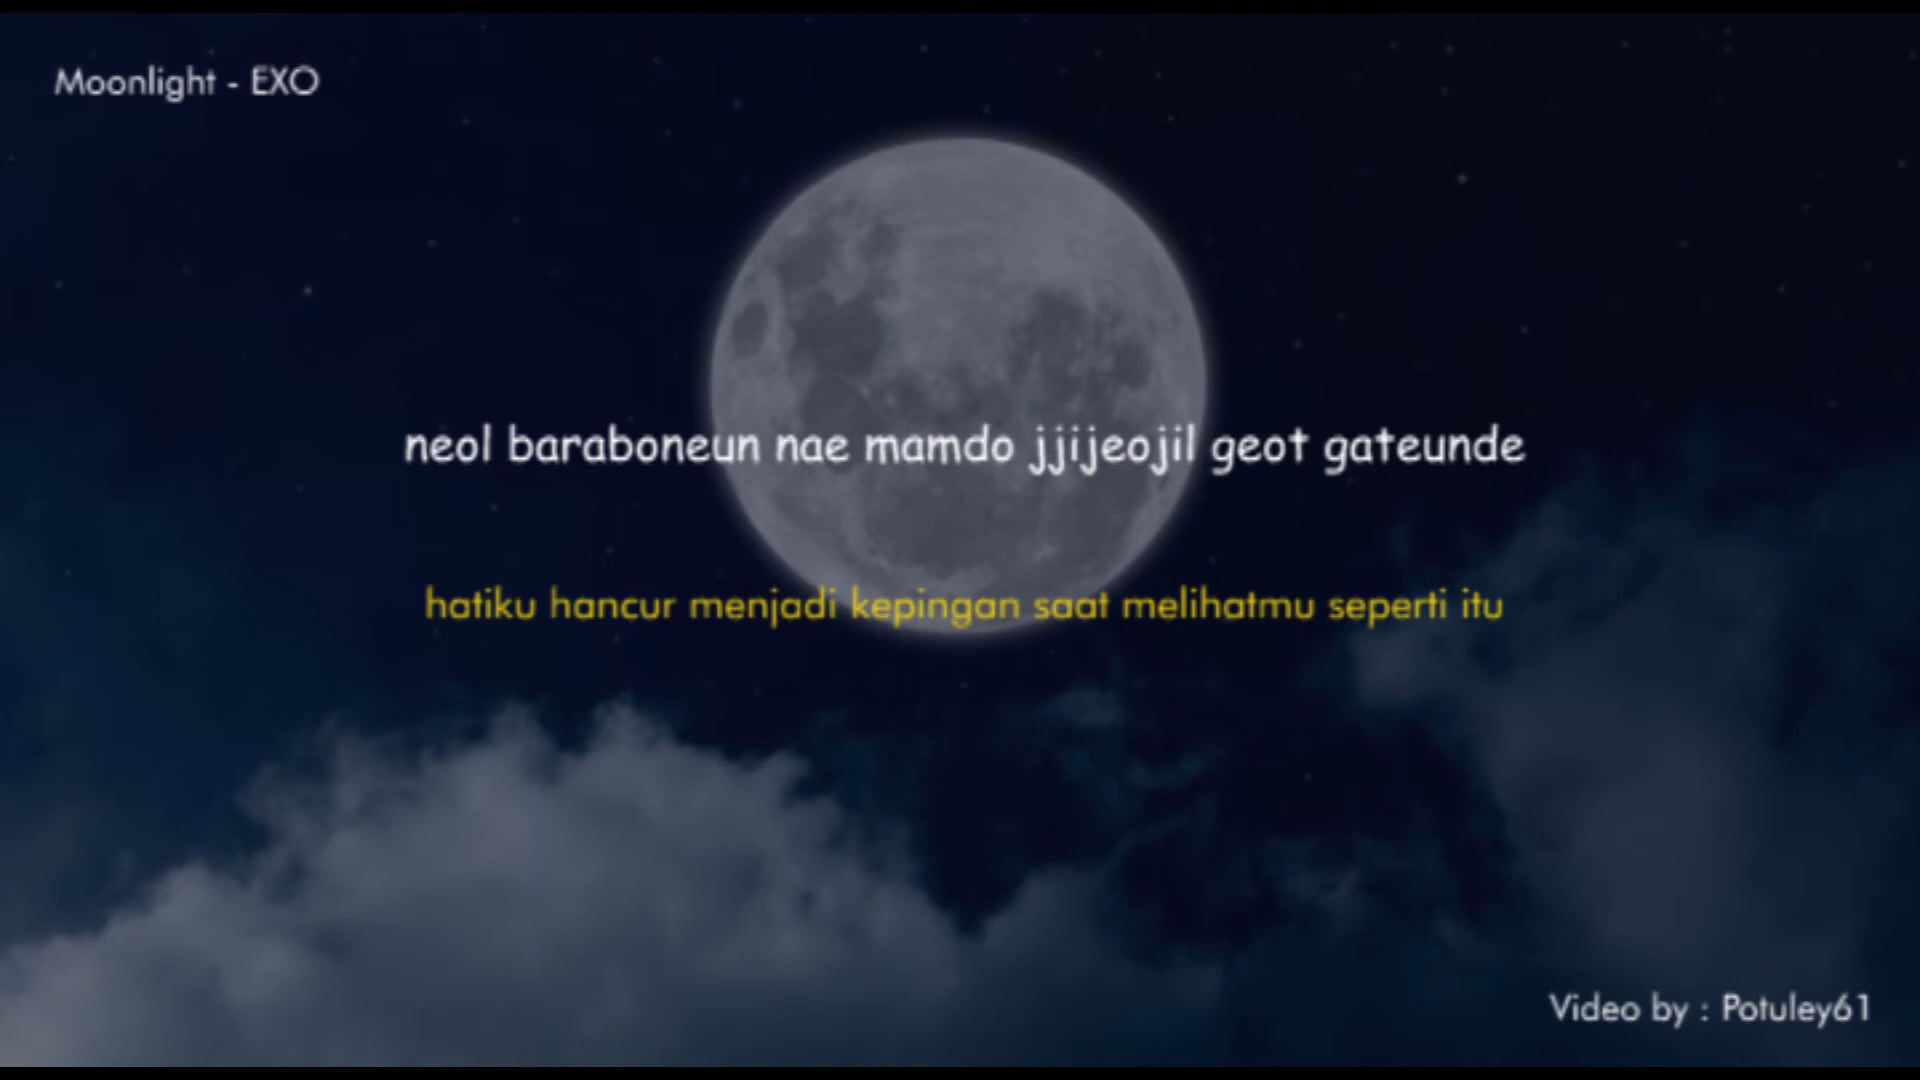 Moonlight - EXO
neol baraboneun nae mamdo jjijeojil geot gateunde
hatiku hancur menjadi kepingan saat melihatmu seperti itu
Video by : Potuley61